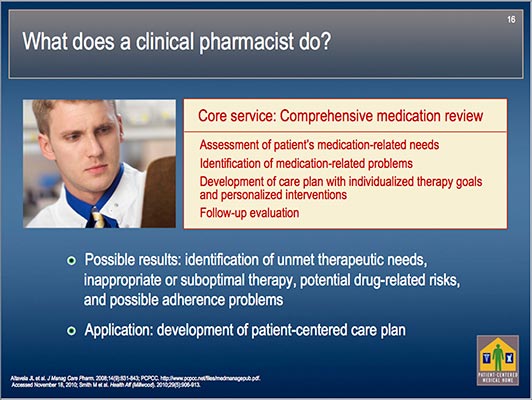 16
What does a clinical pharmacist do?
Core service: Comprehensive medication review
Assessment of patient's medication-related needs
Identification of medication-related problems
Development of care plan with individualized therapy goals
and personalized interventions
Follow-up evaluation
Possible results: identification of unmet therapeutic needs,
inappropriate or suboptimal therapy, potential drug-related risks,
and possible adherence problems
Application: development of patient-centered care plan
Altavela JL et al. J Manag Care Pharm. 2008;14(9):831-843; PCPCC. http://www.pcpcc.net/files/medmanagepub.pdf.
Accessed November 18, 2010; Smith M et al. Health Aff (Millwood). 2010;29(5):906-913.
PATIENT-CENTERED
MEDICAL HOME